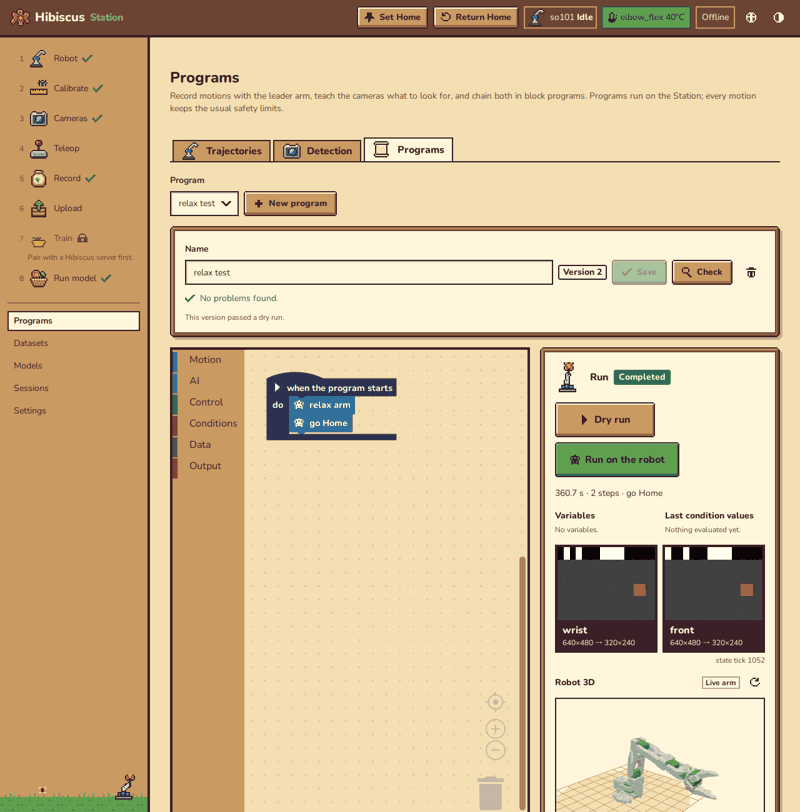 Hibiscus Station
Set Home
Return Home
so101 Idle
elbow_flex 40°C
Offline
1 Robot
2 Calibrate
3 Cameras
4 Teleop
5 Record
6 Upload
7 Train
Pair with a Hibiscus server first.
8 Run model
Programs
Datasets
Models
Sessions
Settings
Programs
Record motions with the leader arm, teach the cameras what to look for, and chain both in block programs. Programs run on the Station; every motion
keeps the usual safety limits.
Trajectories
Detection
Programs
Program
relax test
New program
Name
relax test
Version 2
Save
Check
No problems found.
This version passed a dry run.
Motion
AI
Control
Conditions
Data
Output
when the program starts
do relax arm
go Home
Run Completed
Dry run
Run on the robot
360.7 s · 2 steps · go Home
Variables
No variables.
Last condition values
Nothing evaluated yet.
wrist
640×480 → 320×240
front
640×480 → 320×240
state tick 1052
Robot 3D
Live arm